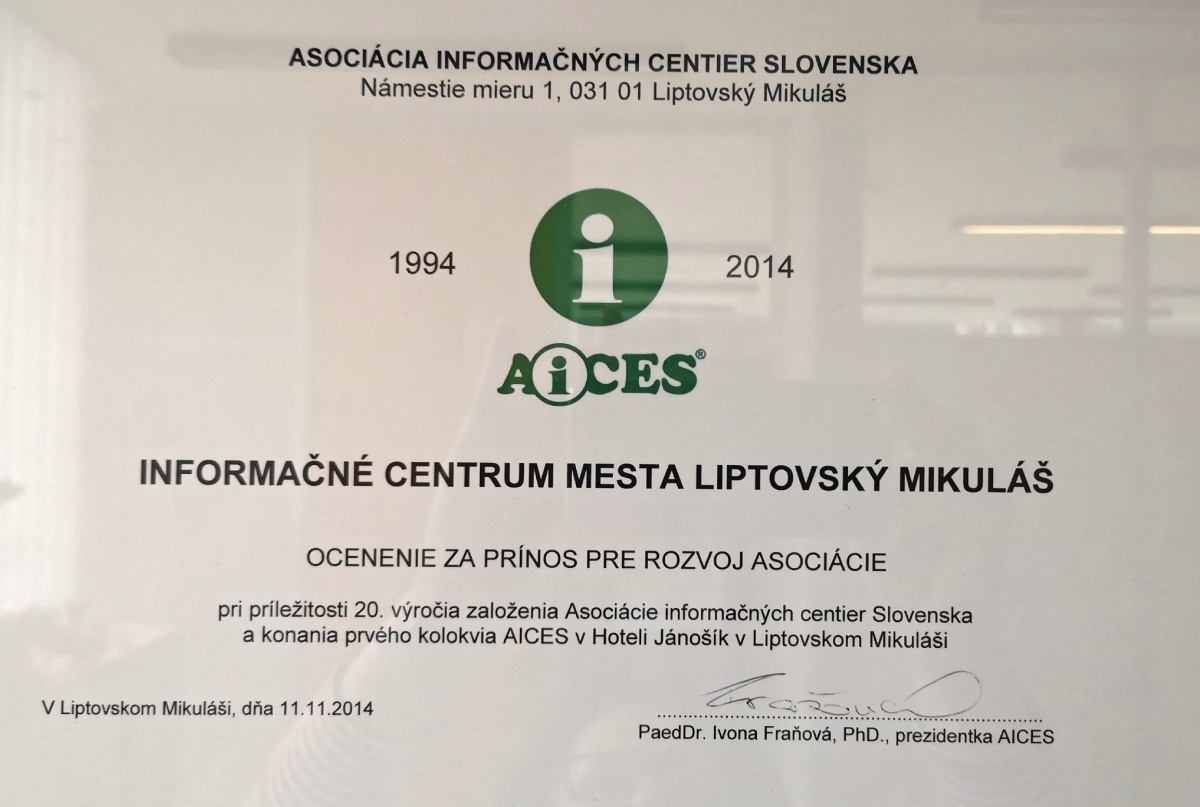 ASOCIÁCIA INFORMAČNÝCH CENTIER SLOVENSKA
Námestie mieru 1, 031 01 Liptovský Mikuláš
i
1994 2014
AiCES®
INFORMAČNÉ CENTRUM MESTA LIPTOVSKÝ MIKULÁŠ
OCENENIE ZA PRÍNOS PRE ROZVOJ ASOCIÁCIE
pri príležitosti 20. výročia založenia Asociácie informačných centier Slovenska
a konania prvého kolokvia AICES v Hoteli Jánošík v Liptovskom Mikuláši
V Liptovskom Mikuláši, dňa 11.11.2014
PaedDr. Ivona Fraňová, PhD., prezidentka AICES